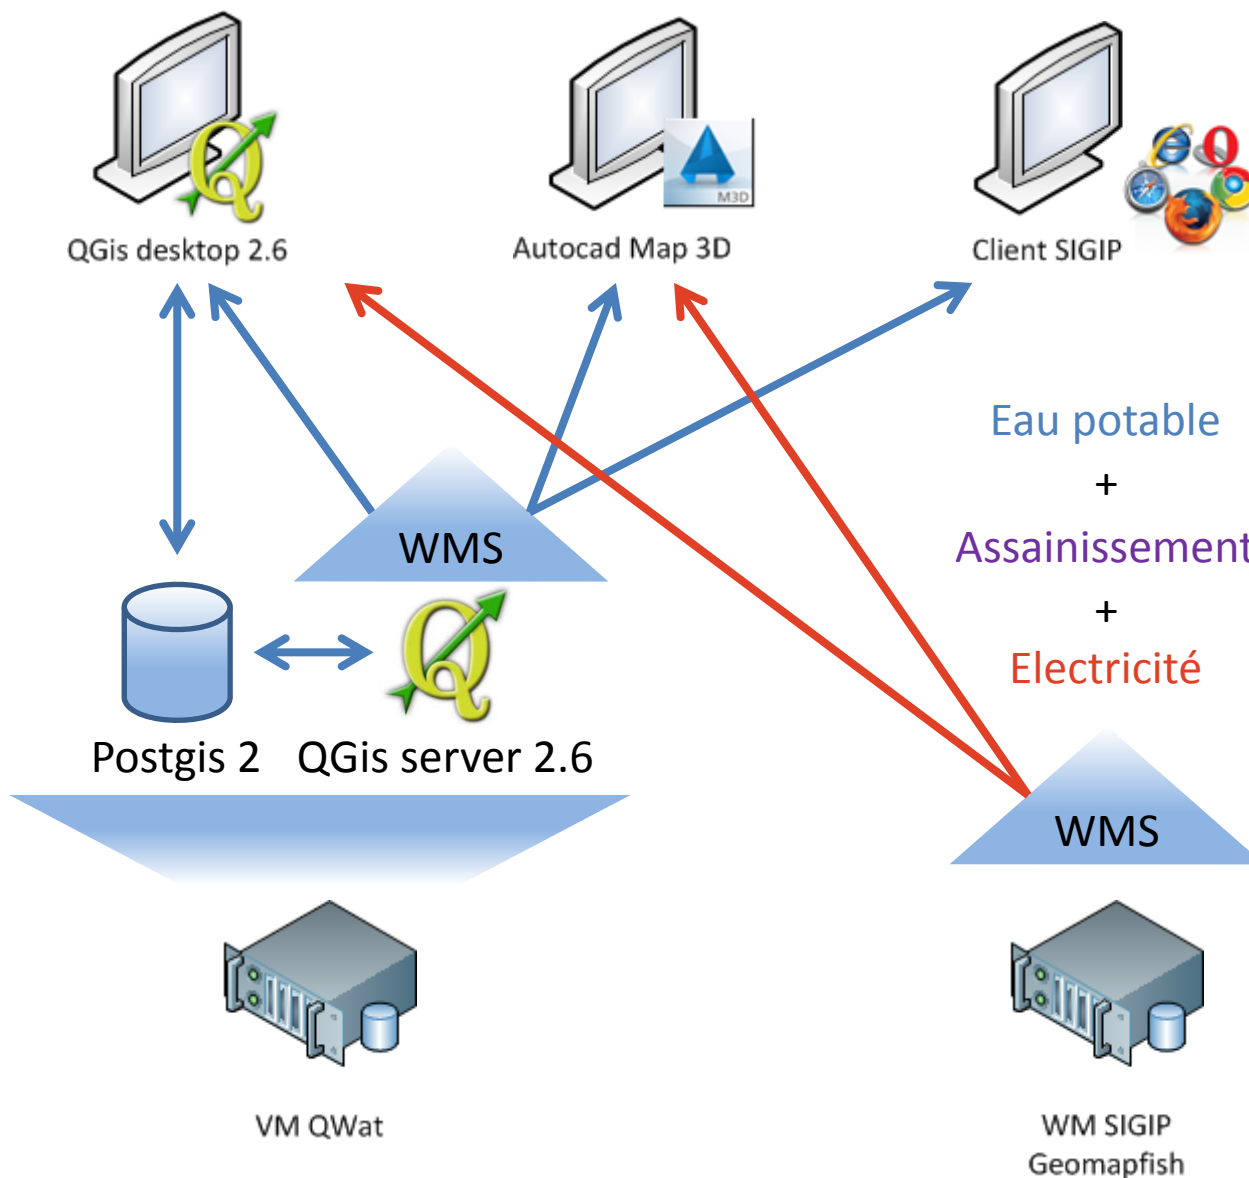 M3D
QGis desktop 2.6
Autocad Map 3D
Client SIGIP
Eau potable
+
Assainissement
+
Electricité
WMS
Postgis 2
QGis server 2.6
WMS
VM QWat
WM SIGIP
Geomapfish